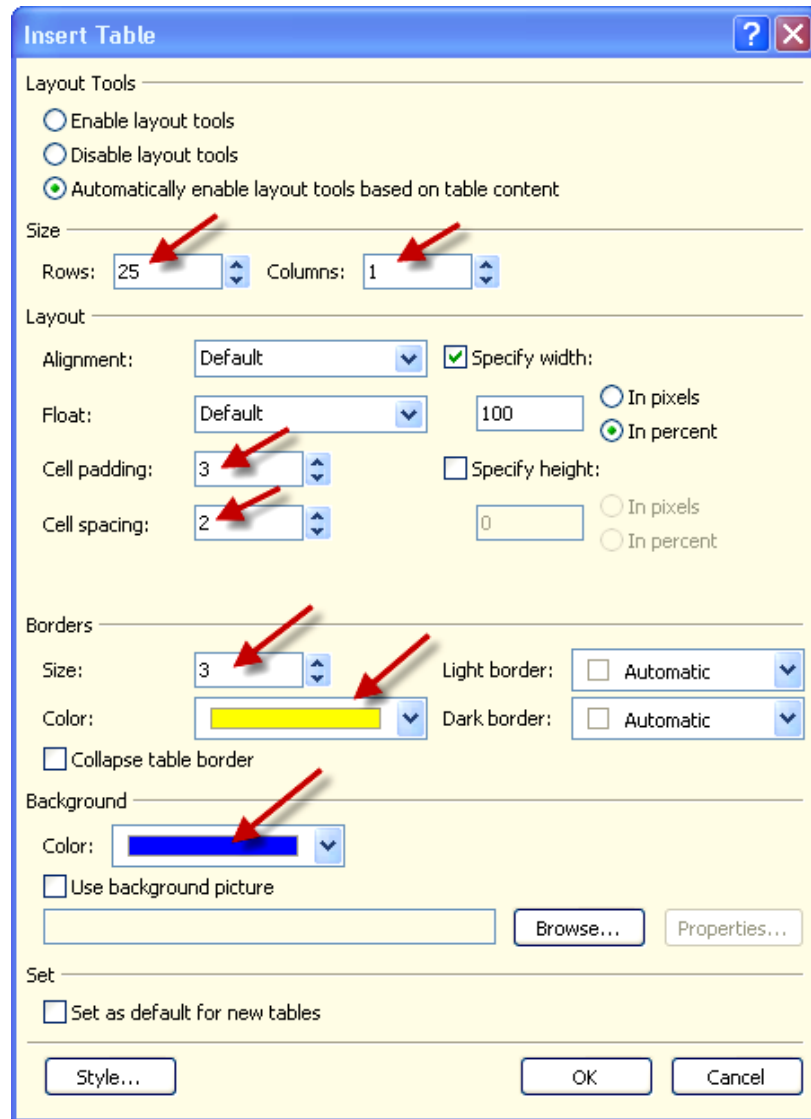 Insert Table
Layout Tools
Enable layout tools
Disable layout tools
Automatically enable layout tools based on table content
Size
Rows: 25 Columns: 1
Layout
Alignment: Default Specify width:
Float: Default 100 In pixels
In percent
Cell padding: 3 Specify height:
Cell spacing: 2 0 In pixels
In percent
Borders
Size: 3 Light border: Automatic
Color: Dark border: Automatic
Collapse table border
Background
Color:
Use background picture
Browse... Properties...
Set
Set as default for new tables
Style... OK Cancel